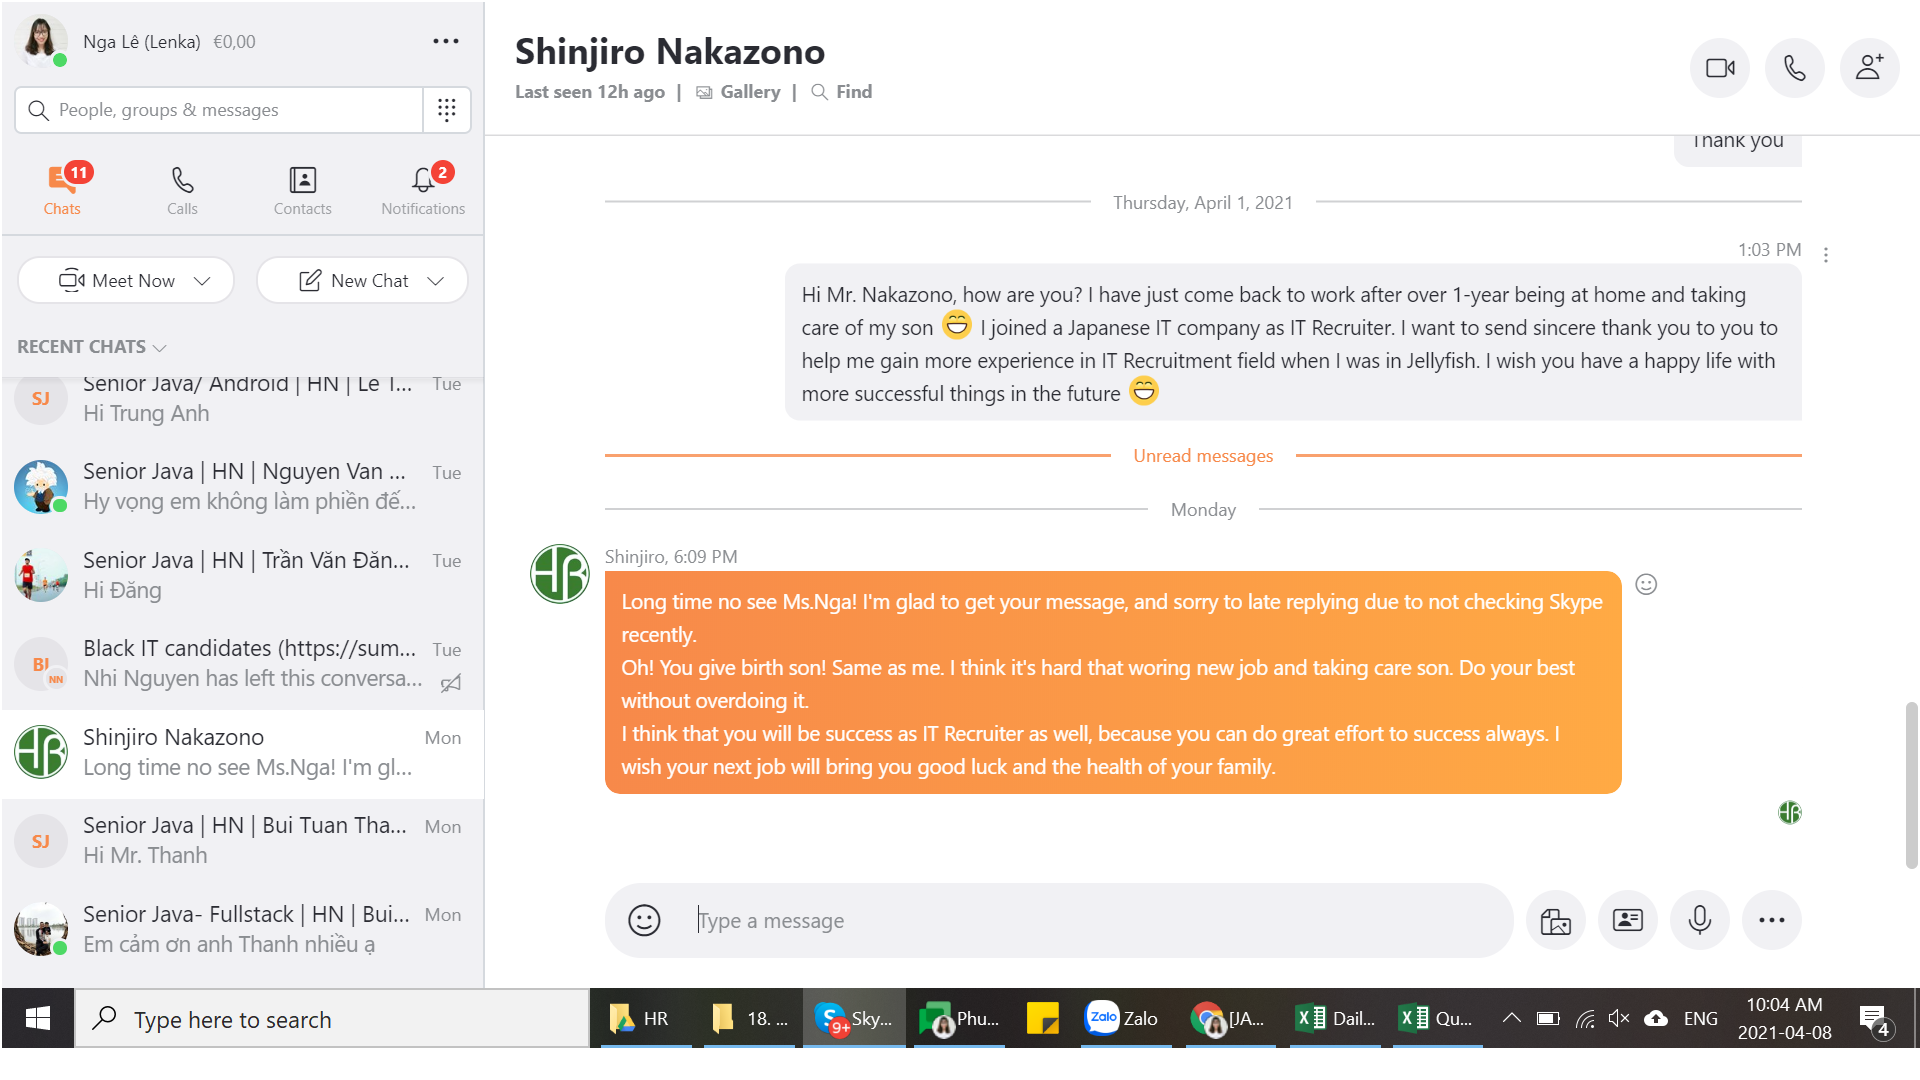 Nga Lê (Lenka) €0,00
People, groups & messages
11
2
Chats
Calls
Contacts
Notifications
Meet Now
New Chat
RECENT CHATS
SJ
Senior Java/ Android | HN | Le T... Tue
Hi Trung Anh
Senior Java | HN | Nguyen Van ... Tue
Hy vọng em không làm phiền đế...
Senior Java | HN | Trần Văn Đăn... Tue
Hi Đăng
BI
NN
Black IT candidates (https://sum... Tue
Nhi Nguyen has left this conversa...
Shinjiro Nakazono Mon
Long time no see Ms.Nga! I'm gl...
SJ
Senior Java | HN | Bui Tuan Tha... Mon
Hi Mr. Thanh
Senior Java- Fullstack | HN | Bui... Mon
Em cảm ơn anh Thanh nhiều ạ
Shinjiro Nakazono
Last seen 12h ago | Gallery | Find
Thank you
Thursday, April 1, 2021
1:03 PM
Hi Mr. Nakazono, how are you? I have just come back to work after over 1-year being at home and taking
care of my son 😄 I joined a Japanese IT company as IT Recruiter. I want to send sincere thank you to you to
help me gain more experience in IT Recruitment field when I was in Jellyfish. I wish you have a happy life with
more successful things in the future 😄
Unread messages
Monday
Shinjiro, 6:09 PM
Long time no see Ms.Nga! I'm glad to get your message, and sorry to late replying due to not checking Skype
recently.
Oh! You give birth son! Same as me. I think it's hard that woring new job and taking care son. Do your best
without overdoing it.
I think that you will be success as IT Recruiter as well, because you can do great effort to success always. I
wish your next job will bring you good luck and the health of your family.
Type a message
Type here to search
HR
18. ...
9+
Sky...
Phu...
Zalo
Zalo
[JA...
Dail...
Qu...
ENG
10:04 AM
2021-04-08
4